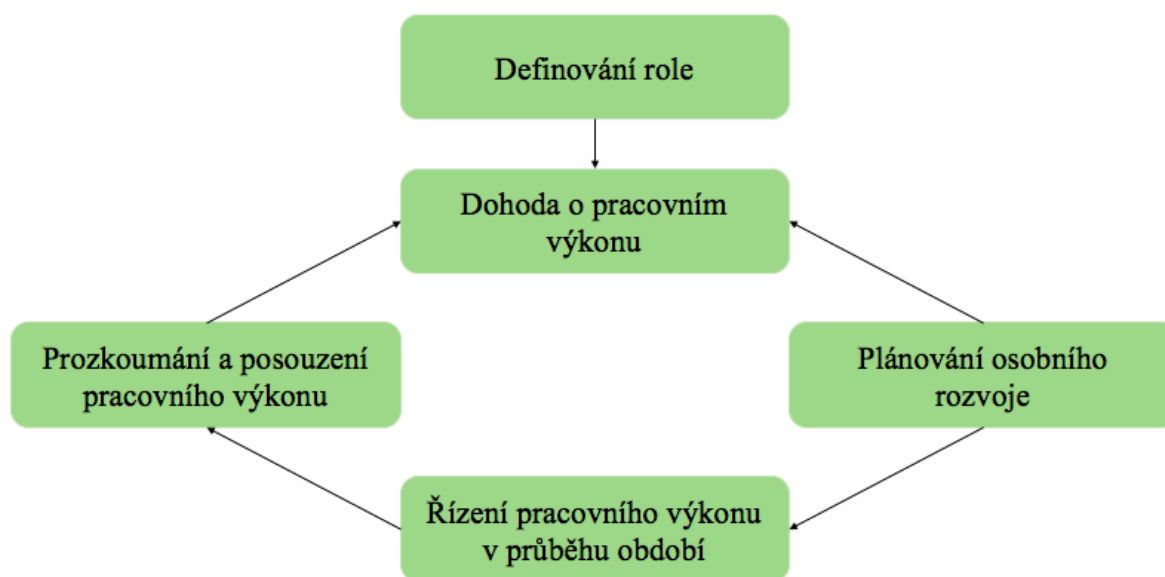 Definování role
Dohoda o pracovním
výkonu
Prozkoumání a posouzení
pracovního výkonu
Plánování osobního
rozvoje
Řízení pracovního výkonu
v průběhu období